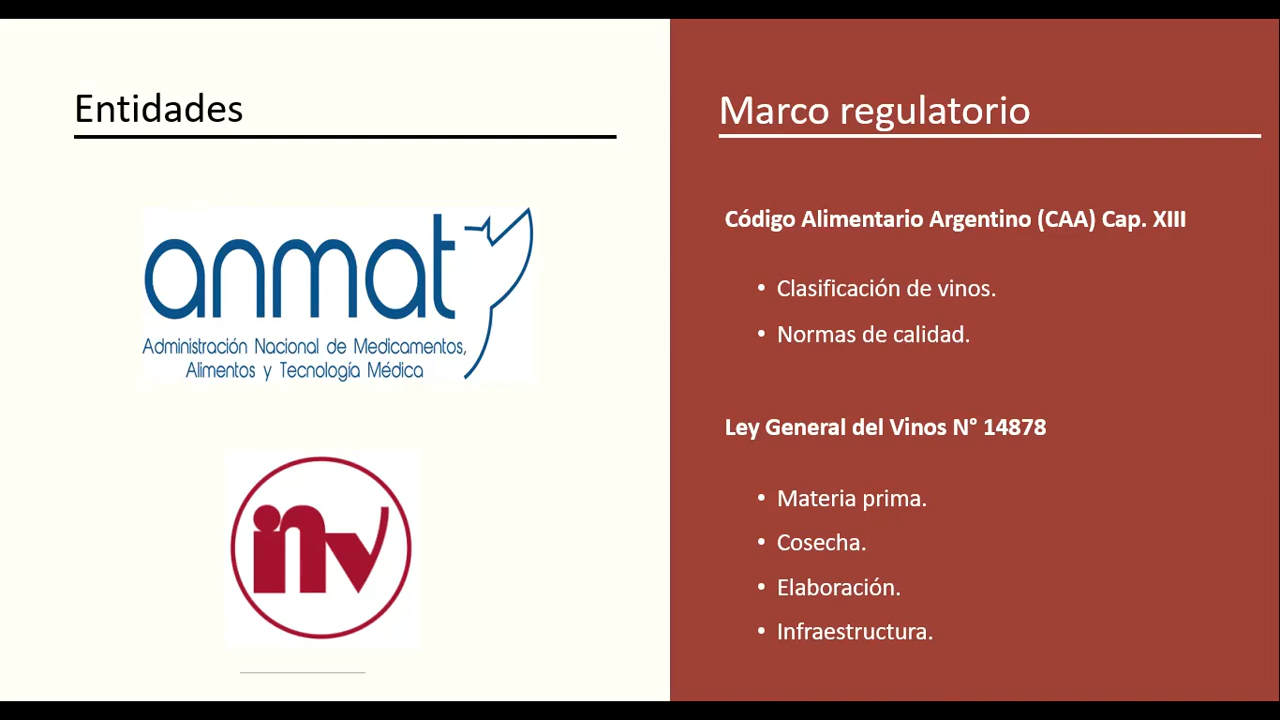 Entidades
anmat
Administración Nacional de Medicamentos,
Alimentos y Tecnología Médica
inv
Marco regulatorio
Código Alimentario Argentino (CAA) Cap. XIII
• Clasificación de vinos.
• Normas de calidad.
Ley General del Vinos N° 14878
• Materia prima.
• Cosecha.
• Elaboración.
• Infraestructura.